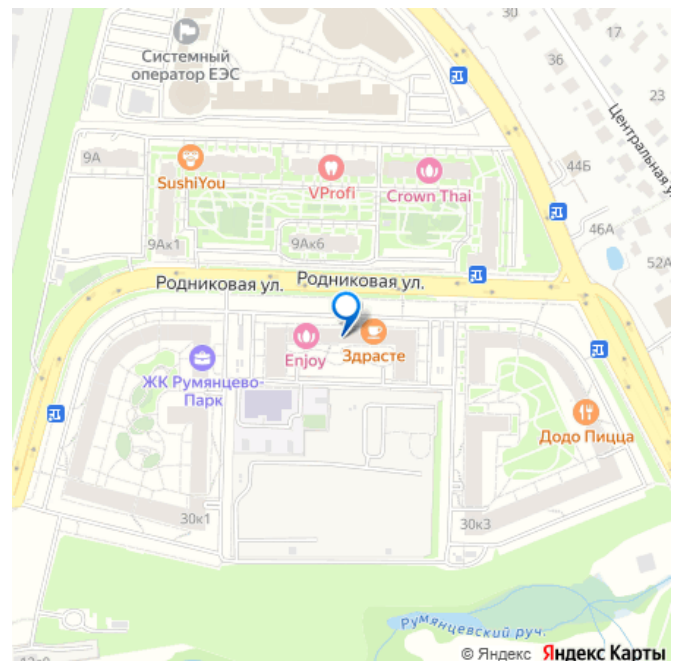 30
17
36
23
Системный
оператор ЕЭС
Центральная у
9А
SushiYou
VProfi
Crown Thai
44Б
46А
52А
9Ак1
9Ак6
Родниковая ул.
Родниковая ул.
Enjoy
Здрасте
ЖК Румянцево-
Парк
Додо Пицца
30к1
30к3
Румянцевский руч.
© Яндекс Яндекс Карты